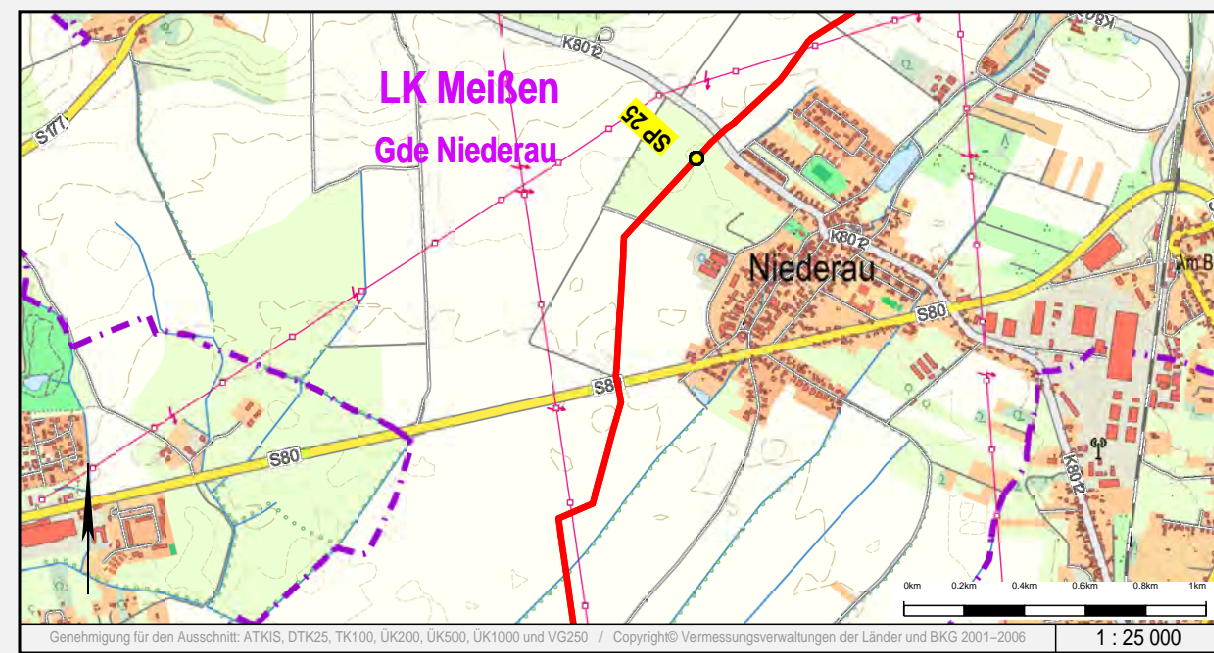 K8012
K8012
S177
LK Meißen
SP 25
Gde Niederau
K8012
Niederau
Am B
S80
S8
S80
K8012
0km 0.2km 0.4km 0.6km 0.8km 1km
Genehmigung für den Ausschnitt: ATKIS, DTK25, TK100, ÜK200, ÜK500, ÜK1000 und VG250 / Copyright© Vermessungsverwaltungen der Länder und BKG 2001–2006
1 : 25 000